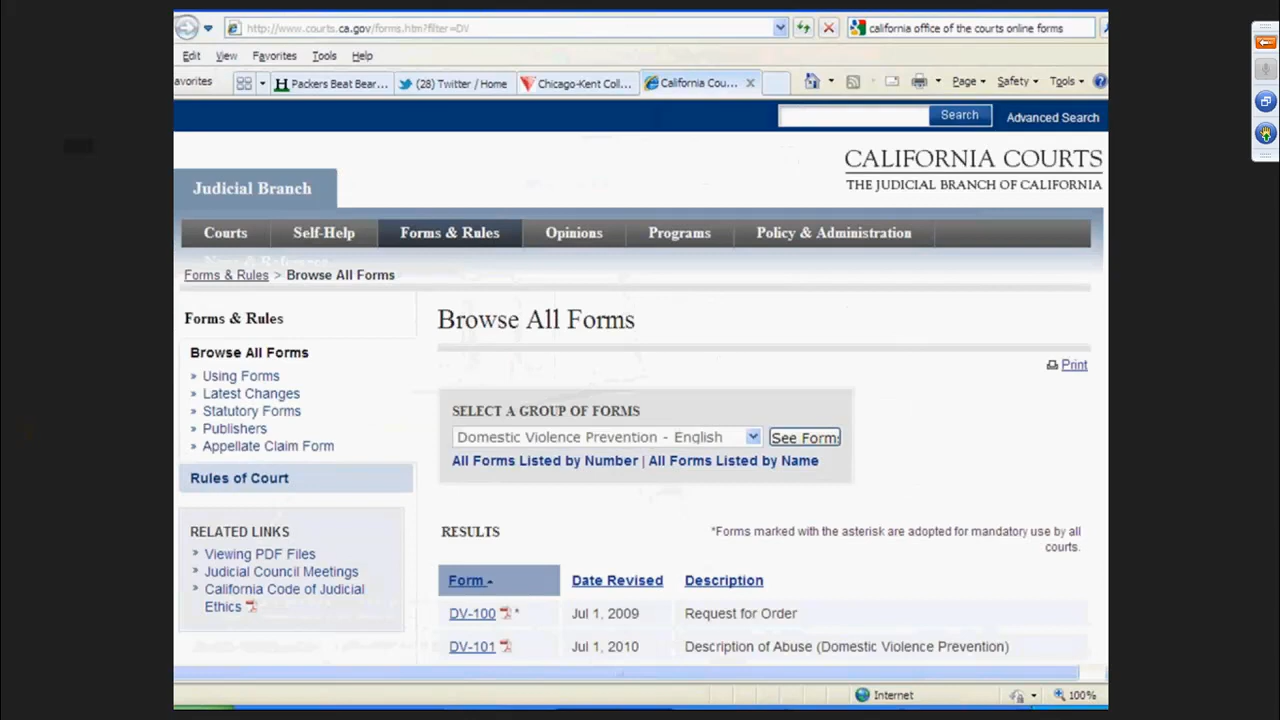 http://www.courts.ca.gov/forms.htm?filter=DV california office of the courts online forms
Edit View Favorites Tools Help
avorites Packers Beat Bear... (28) Twitter / Home Chicago-Kent Coll... California Cou... Page Safety Tools
Search Advanced Search
CALIFORNIA COURTS
THE JUDICIAL BRANCH OF CALIFORNIA
Judicial Branch
Courts Self-Help Forms & Rules Opinions Programs Policy & Administration
News & Reference
Forms & Rules > Browse All Forms
Forms & Rules
Browse All Forms
» Using Forms
» Latest Changes
» Statutory Forms
» Publishers
» Appellate Claim Form
Rules of Court
RELATED LINKS
Viewing PDF Files
Judicial Council Meetings
California Code of Judicial
Ethics
Browse All Forms
Print
SELECT A GROUP OF FORMS
Domestic Violence Prevention - English See Form
All Forms Listed by Number | All Forms Listed by Name
RESULTS
*Forms marked with the asterisk are adopted for mandatory use by all
courts.
Form Date Revised Description
DV-100 * Jul 1, 2009 Request for Order
DV-101 Jul 1, 2010 Description of Abuse (Domestic Violence Prevention)
Internet 100%